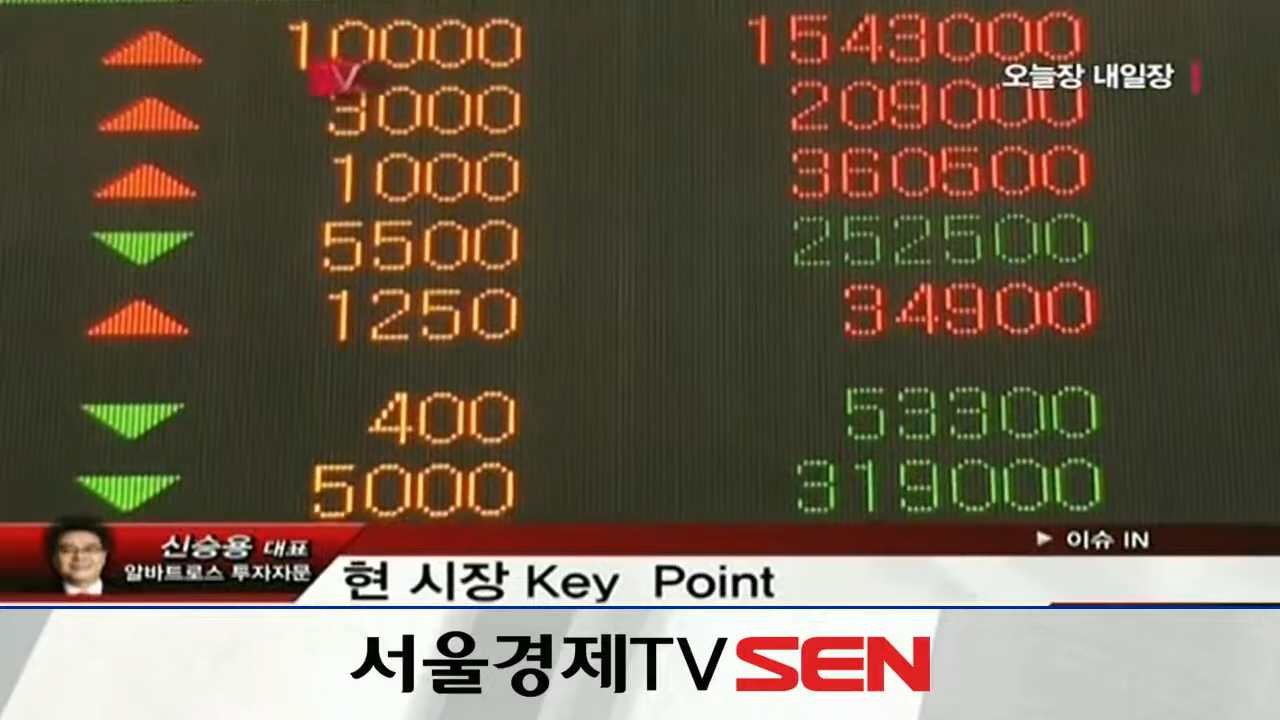 10000 1543000
오늘장 내일장
3000 209000
1000 360500
5500 252500
1250 34900
400 53300
5000 319000
신승용 대표
▶ 이슈 IN
알바트로스 투자자문
현 시장 Key Point
서울경제TV SEN